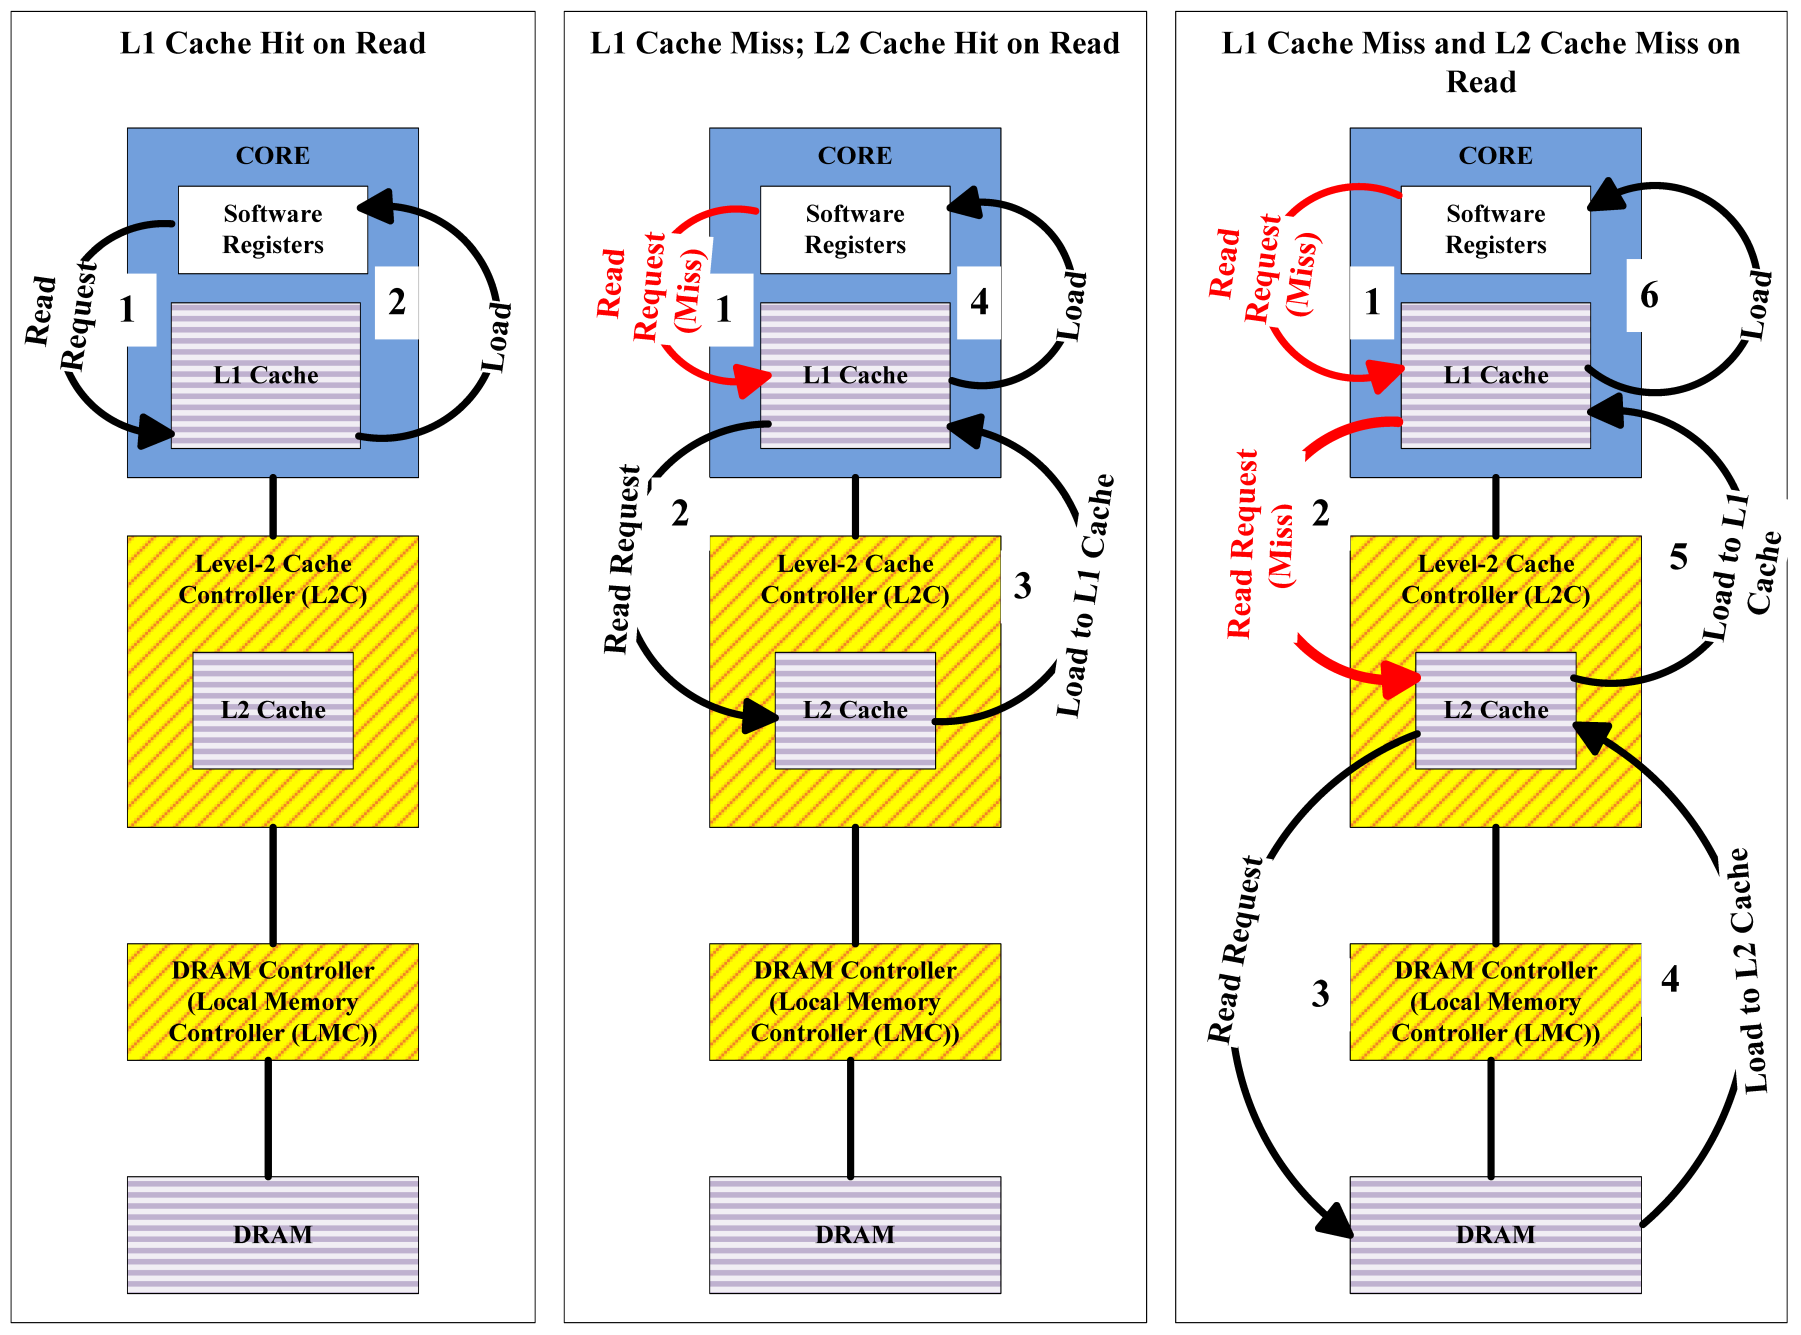 L1 Cache Hit on Read
CORE
Software
Registers
Read
Request
1
2
Load
L1 Cache
Level-2 Cache
Controller (L2C)
L2 Cache
DRAM Controller
(Local Memory
Controller (LMC))
DRAM
L1 Cache Miss; L2 Cache Hit on Read
CORE
Software
Registers
Read
Request
(Miss)
1
4
Load
L1 Cache
Read Request
2
Level-2 Cache
Controller (L2C)
3
Load to L1 Cache
L2 Cache
DRAM Controller
(Local Memory
Controller (LMC))
DRAM
L1 Cache Miss and L2 Cache Miss on
Read
CORE
Software
Registers
Read
Request
(Miss)
1
6
Load
L1 Cache
Read Request
(Miss)
2
Level-2 Cache
Controller (L2C)
5
Load to L1
Cache
L2 Cache
Read Request
3
DRAM Controller
(Local Memory
Controller (LMC))
4
Load to L2 Cache
DRAM